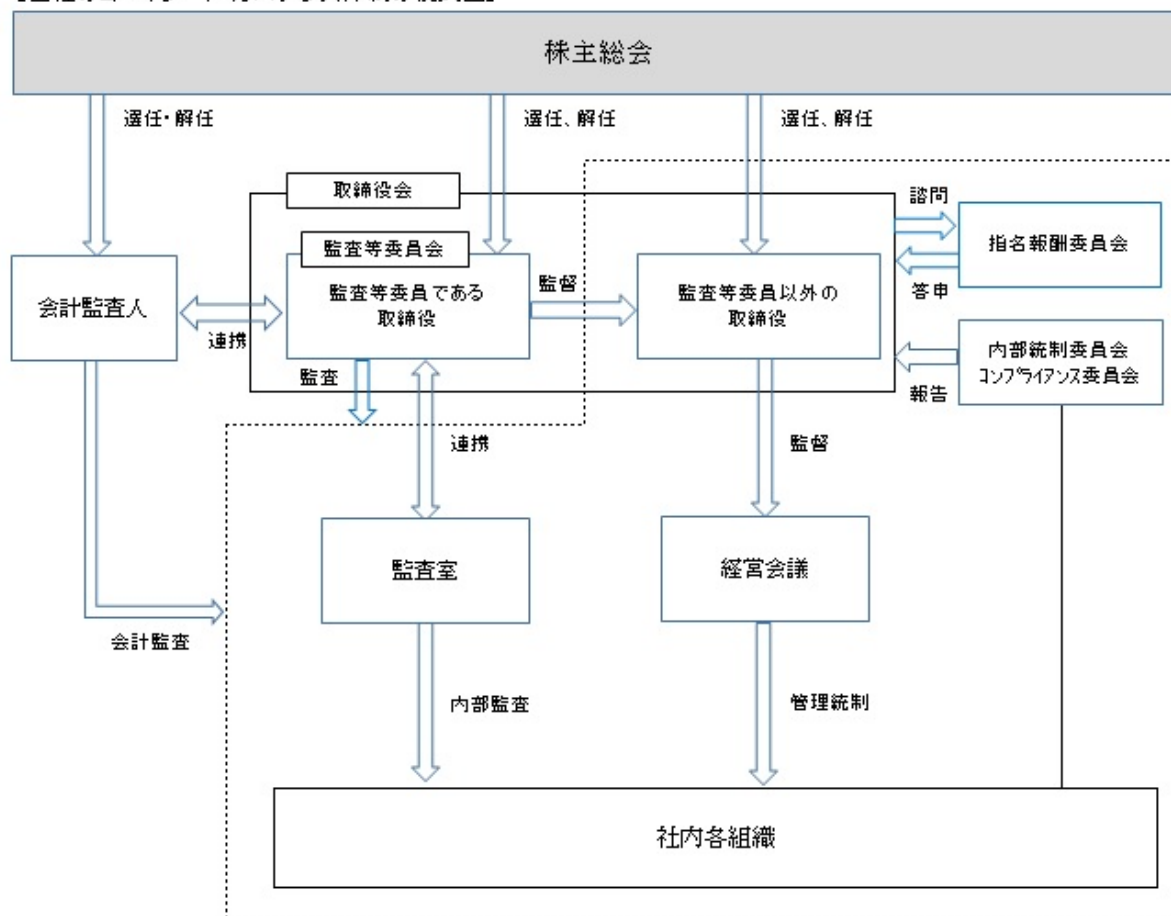 株主総会
選任・解任
選任、解任
選任、解任
取締役会
諮問
指名報酬委員会
答申
監査等委員会
監査等委員である
取締役
監督
監査等委員以外の
取締役
会計監査人
連携
内部統制委員会
コンプライアンス委員会
報告
監査
連携
監督
監査室
経営会議
会計監査
内部監査
管理統制
社内各組織